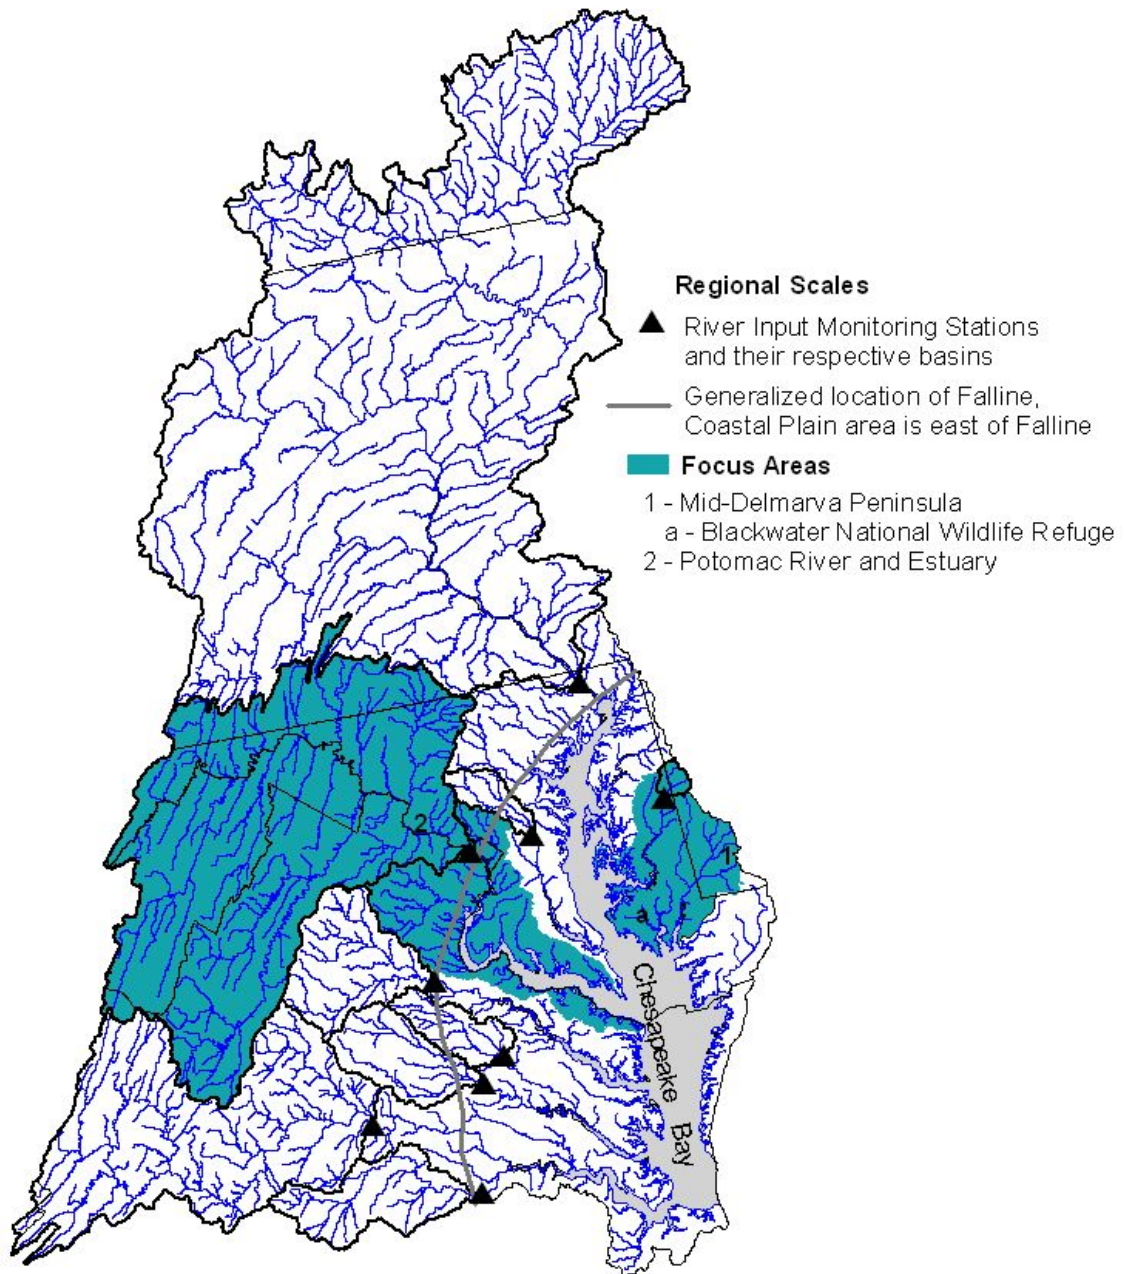 Regional Scales
River Input Monitoring Stations
and their respective basins
Generalized location of Falline,
Coastal Plain area is east of Falline
Focus Areas
1 - Mid-Delmarva Peninsula
a - Blackwater National Wildlife Refuge
2 - Potomac River and Estuary
2
1
a
Chesapeake Bay